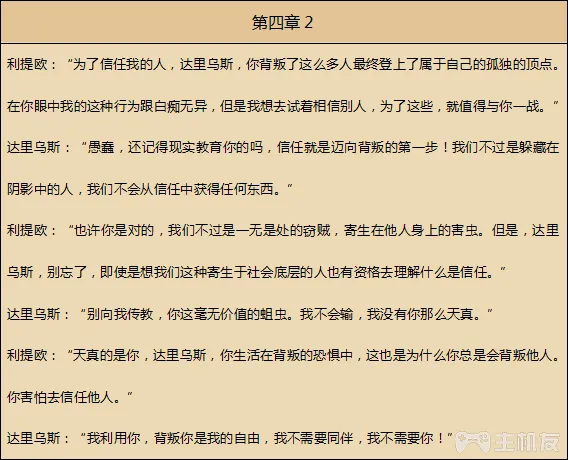 第四章 2
利提欧：“为了信任我的人，达里乌斯，你背叛了这么多人最终登上了属于自己的孤独的顶点。
在你眼中我的这种行为跟白痴无异，但是我想去试着相信别人，为了这些，就值得与你一战。”
达里乌斯：“愚蠢，还记得现实教育你的吗，信任就是迈向背叛的第一步！我们不过是躲藏在
阴影中的人，我们不会从信任中获得任何东西。”
利提欧：“也许你是对的，我们不过是一无是处的窃贼，寄生在他人身上的害虫。但是，达里
乌斯，别忘了，即使是想我们这种寄生于社会底层的人也有资格去理解什么是信任。”
达里乌斯：“别向我传教，你这毫无价值的蛆虫。我不会输，我没有你那么天真。”
利提欧：“天真的是你，达里乌斯，你生活在背叛的恐惧中，这也是为什么你总是会背叛他人。
你害怕去信任他人。”
达里乌斯：“我利用你，背叛你是我的自由，我不需要同伴，我不需要你！”
主机友